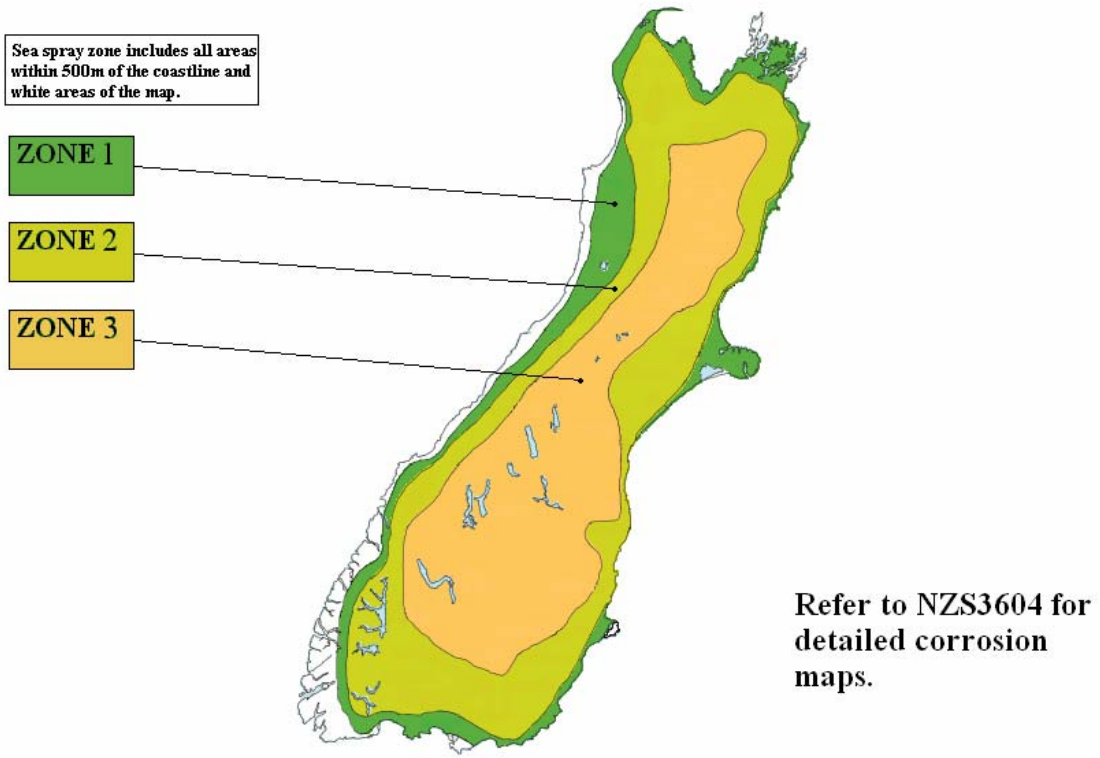 Sea spray zone includes all areas
within 500m of the coastline and
white areas of the map.
ZONE 1
ZONE 2
ZONE 3
Refer to NZS3604 for
detailed corrosion
maps.